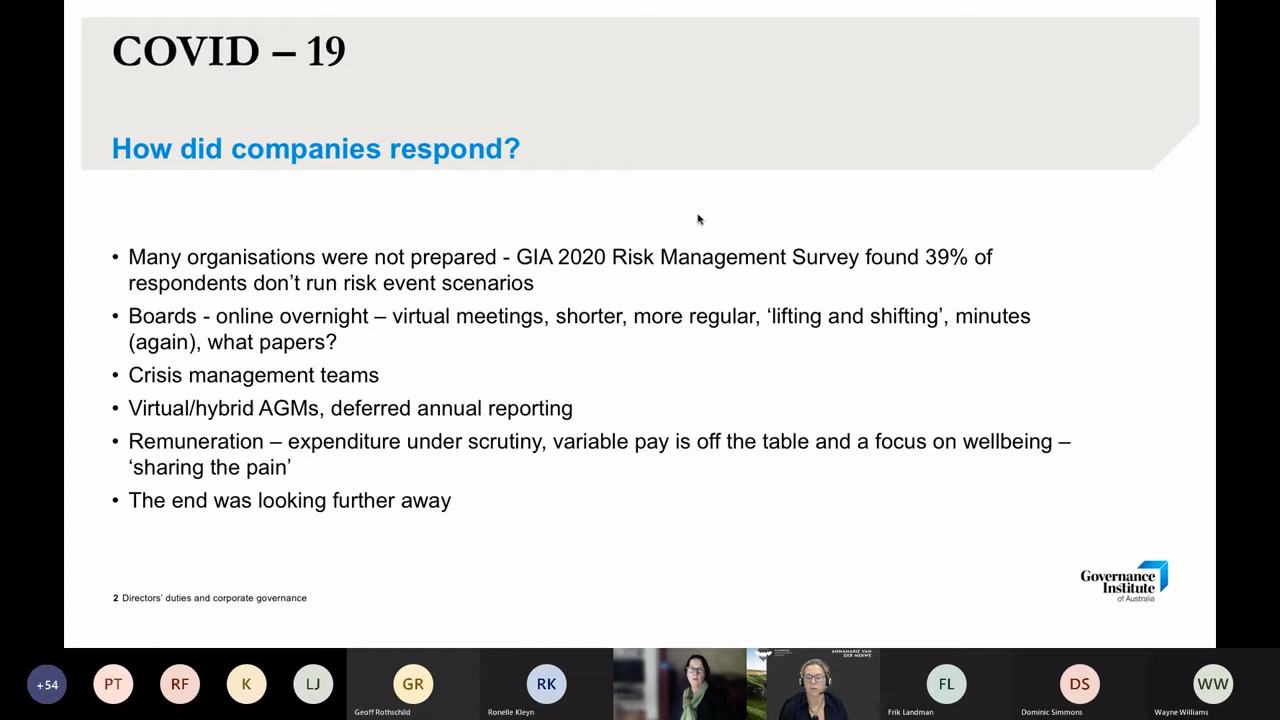 COVID – 19
How did companies respond?
• Many organisations were not prepared - GIA 2020 Risk Management Survey found 39% of
respondents don’t run risk event scenarios
• Boards - online overnight – virtual meetings, shorter, more regular, ‘lifting and shifting’, minutes
(again), what papers?
• Crisis management teams
• Virtual/hybrid AGMs, deferred annual reporting
• Remuneration – expenditure under scrutiny, variable pay is off the table and a focus on wellbeing –
‘sharing the pain’
• The end was looking further away
Governance
Institute
of Australia
2 Directors’ duties and corporate governance
+54
PT
RF
K
LJ
GR
Geoff Rothschild
RK
Ronelle Kleyn
ANNAMARIE VAN
DER MERWE
FL
Frik Landman
DS
Dominic Simmons
WW
Wayne Williams